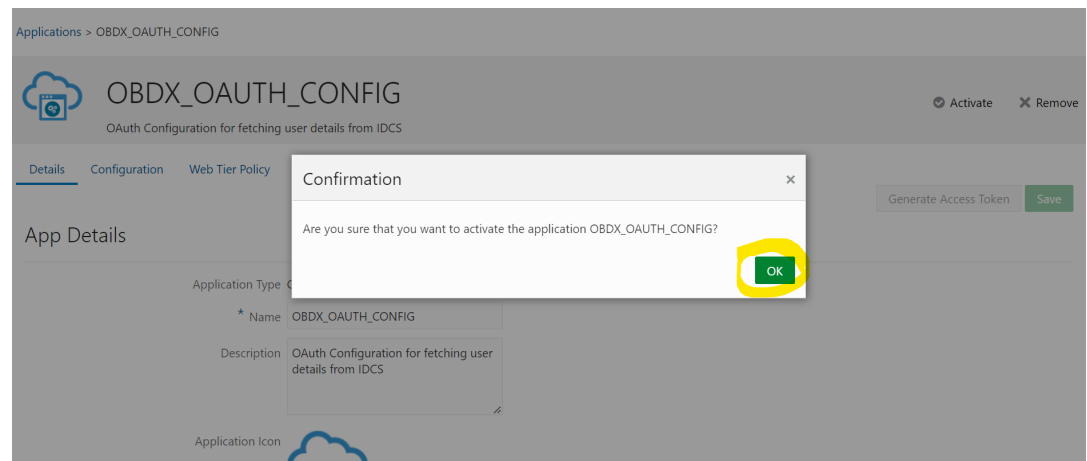 Applications > OBDX_OAUTH_CONFIG
OBDX_OAUTH_CONFIG
OAuth Configuration for fetching user details from IDCS
Activate
Remove
Details
Configuration
Web Tier Policy
Confirmation
×
Generate Access Token
Save
App Details
Are you sure that you want to activate the application OBDX_OAUTH_CONFIG?
OK
Application Type
* Name OBDX_OAUTH_CONFIG
Description OAuth Configuration for fetching user
details from IDCS
Application Icon